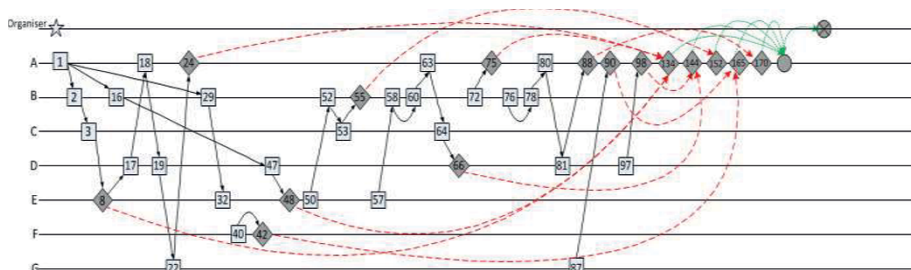 Organiser
A 1 18 24 63 75 80 88 90 98 134 144 152 165 170
B 2 16 29 52 55 58 60 72 76 78
C 3 53 64
D 17 19 47 66 81 97
E 8 32 48 50 57
F 40 42
G 22 87